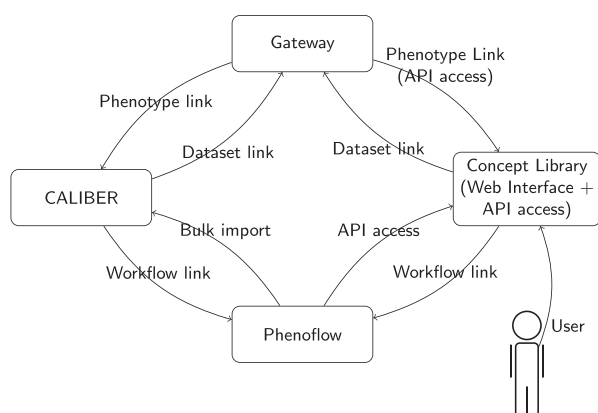 Gateway
Phenotype Link
(API access)
Phenotype link
Dataset link
Dataset link
CALIBER
Concept Library
(Web Interface +
API access)
Bulk import
API access
Workflow link
Workflow link
Phenoflow
User